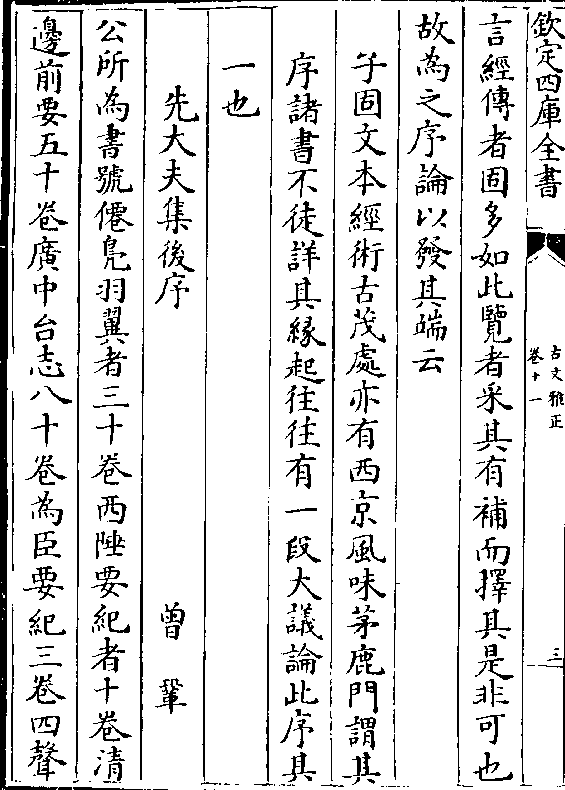 欽定四庫全書
古文雅正
卷十一
三
言經傳者固多如此覽者采其有補而擇其是非可也
故為之序論以發其端云
子固文本經術古茂處亦有西京風味茅鹿門謂其
序諸書不徒詳其緣起往往有一段大議論此序其
一也
先大夫集後序 曾鞏
公所為書號僊鳧羽翼者三十卷西陲要紀者十卷清
邊前要五十卷廣中台志八十卷為臣要紀三卷四聲